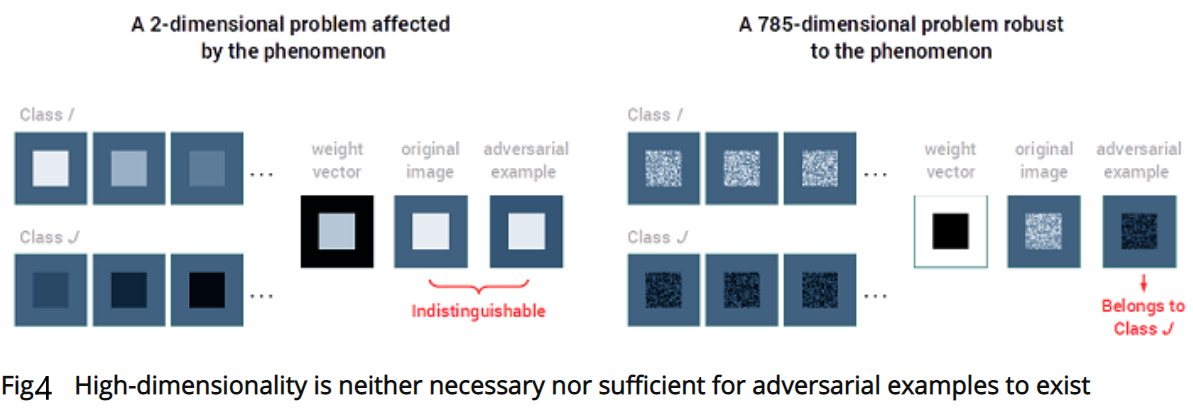 A 2-dimensional problem affected
by the phenomenon
Class I
weight
vector
original
image
adversarial
example
...
Class J
...
Indistinguishable
A 785-dimensional problem robust
to the phenomenon
Class I
weight
vector
original
image
adversarial
example
...
Class J
...
Belongs to
Class J
Fig4 High-dimensionality is neither necessary nor sufficient for adversarial examples to exist